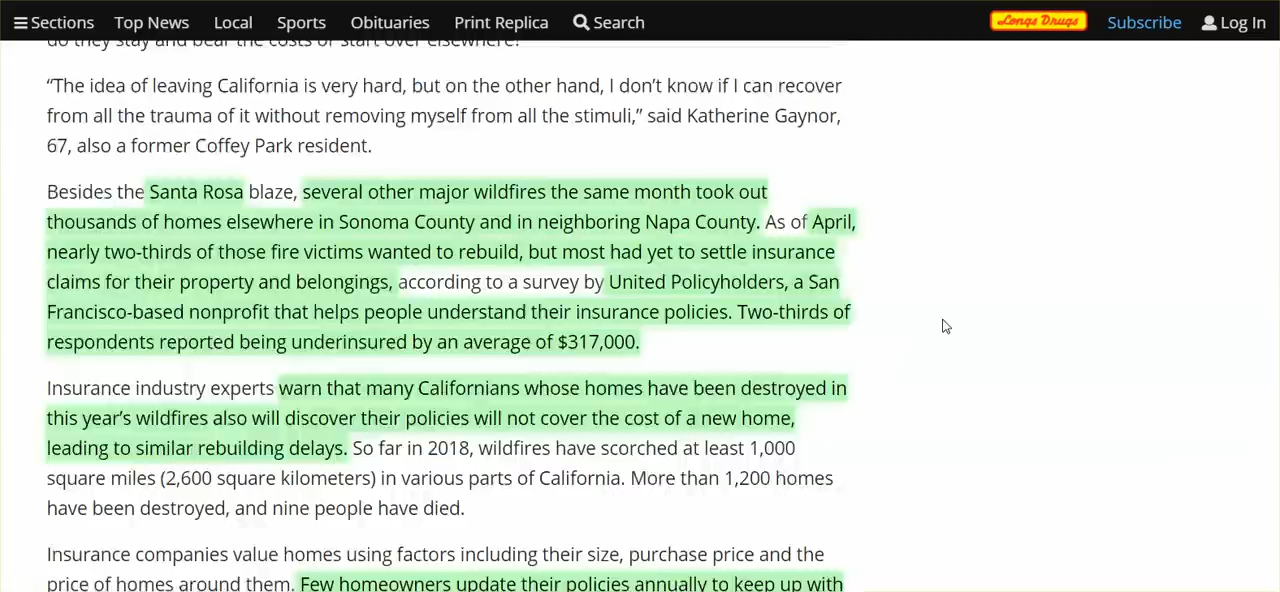 Sections Top News Local Sports Obituaries Print Replica Search Longs Drugs Subscribe Log In
do they stay and bear the costs or start over elsewhere?
“The idea of leaving California is very hard, but on the other hand, I don’t know if I can recover
from all the trauma of it without removing myself from all the stimuli,” said Katherine Gaynor,
67, also a former Coffey Park resident.
Besides the Santa Rosa blaze, several other major wildfires the same month took out
thousands of homes elsewhere in Sonoma County and in neighboring Napa County. As of April,
nearly two-thirds of those fire victims wanted to rebuild, but most had yet to settle insurance
claims for their property and belongings, according to a survey by United Policyholders, a San
Francisco-based nonprofit that helps people understand their insurance policies. Two-thirds of
respondents reported being underinsured by an average of $317,000.
Insurance industry experts warn that many Californians whose homes have been destroyed in
this year’s wildfires also will discover their policies will not cover the cost of a new home,
leading to similar rebuilding delays. So far in 2018, wildfires have scorched at least 1,000
square miles (2,600 square kilometers) in various parts of California. More than 1,200 homes
have been destroyed, and nine people have died.
Insurance companies value homes using factors including their size, purchase price and the
price of homes around them. Few homeowners update their policies annually to keep up with